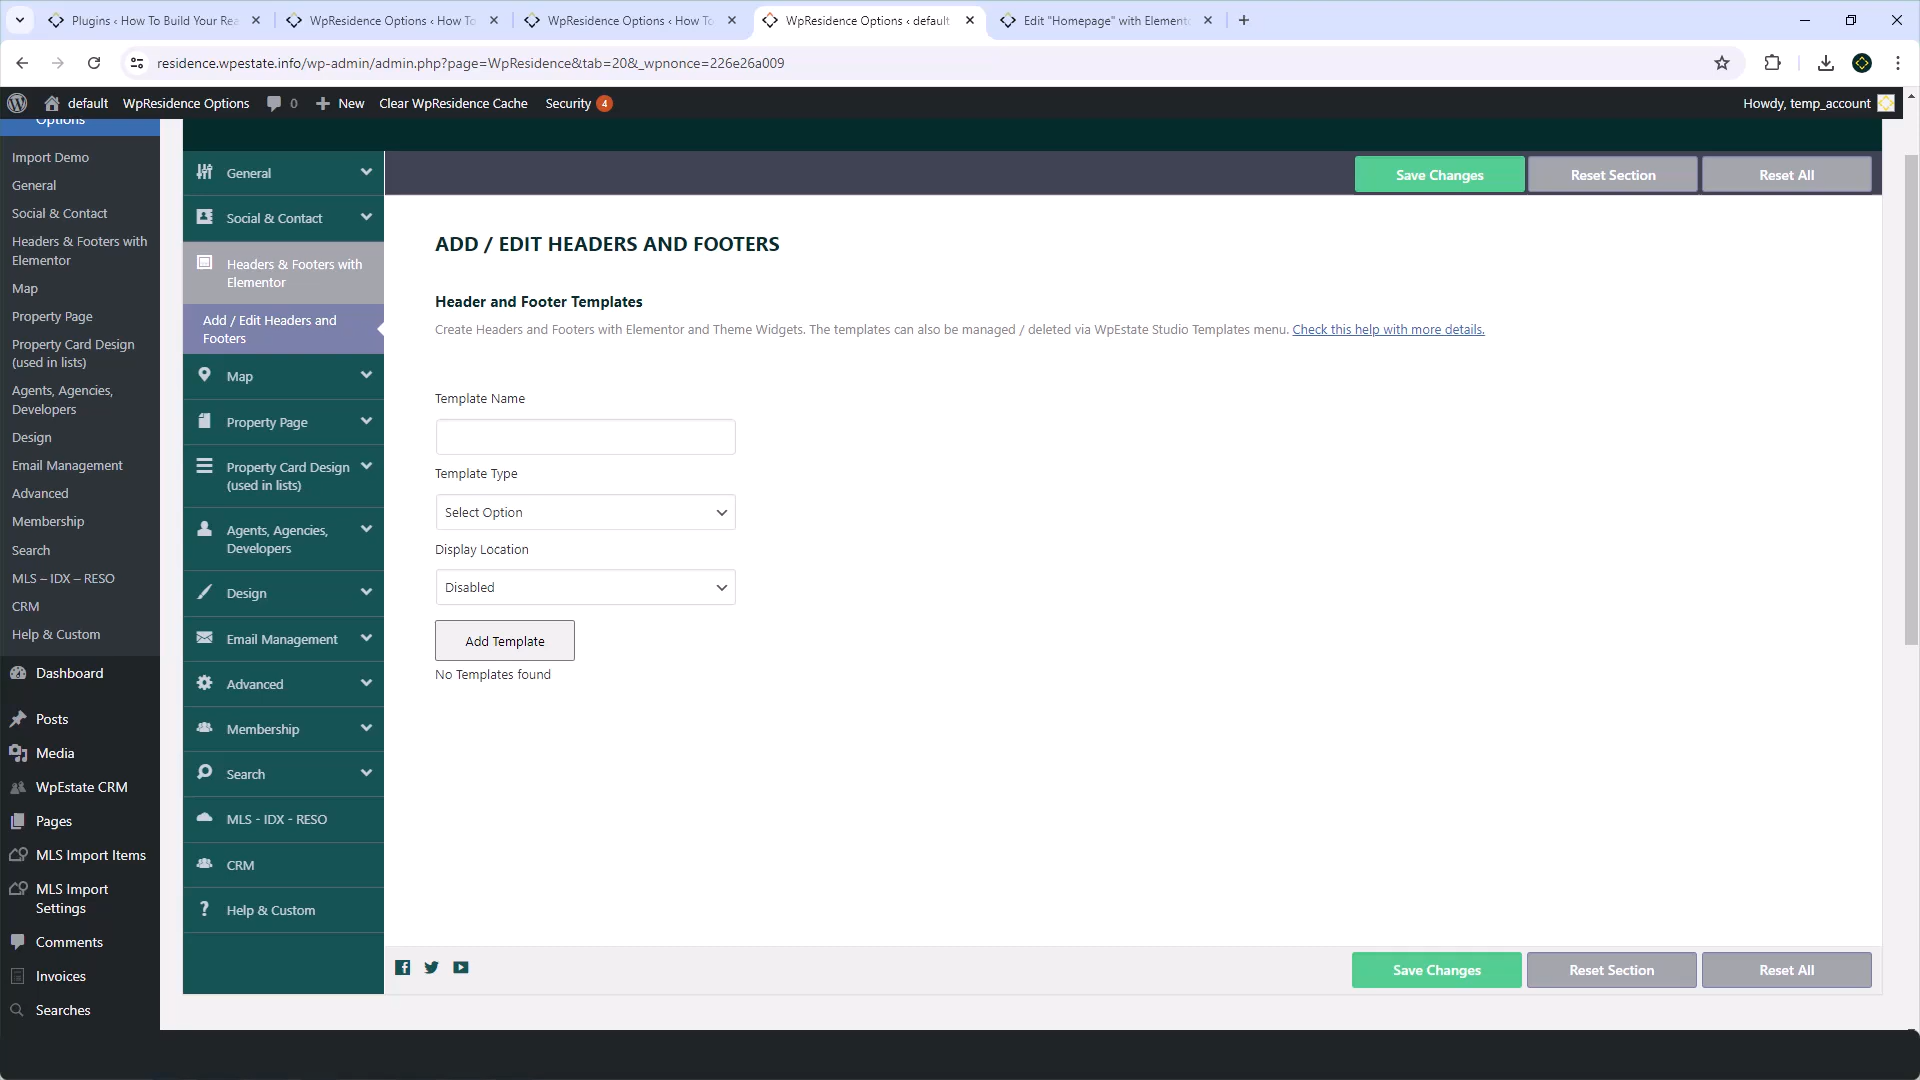 Plugins ‹ How To Build Your Rea
WpResidence Options ‹ How To
WpResidence Options ‹ How To
WpResidence Options ‹ default
Edit "Homepage" with Elemento
residence.wpestate.info/wp-admin/admin.php?page=WpResidence&tab=20&_wpnonce=226e26a009
default
WpResidence Options
0
New
Clear WpResidence Cache
Security 4
Howdy, temp_account
Options
Import Demo
General
Social & Contact
Headers & Footers with
Elementor
Map
Property Page
Property Card Design
(used in lists)
Agents, Agencies,
Developers
Design
Email Management
Advanced
Membership
Search
MLS – IDX – RESO
CRM
Help & Custom
Dashboard
Posts
Media
WpEstate CRM
Pages
MLS Import Items
MLS Import
Settings
Comments
Invoices
Searches
General
Social & Contact
Headers & Footers with
Elementor
Add / Edit Headers and
Footers
Map
Property Page
Property Card Design
(used in lists)
Agents, Agencies,
Developers
Design
Email Management
Advanced
Membership
Search
MLS - IDX - RESO
CRM
Help & Custom
Save Changes
Reset Section
Reset All
ADD / EDIT HEADERS AND FOOTERS
Header and Footer Templates
Create Headers and Footers with Elementor and Theme Widgets. The templates can also be managed / deleted via WpEstate Studio Templates menu. Check this help with more details.
Template Name
Template Type
Select Option
Display Location
Disabled
Add Template
No Templates found
Save Changes
Reset Section
Reset All